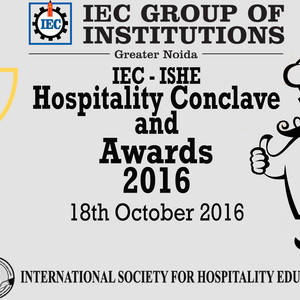 IEC GROUP OF
INSTITUTIONS
IEC
Greater Noida
IEC - ISHE
Hospitality Conclave
and
Awards
2016
18th October 2016
INTERNATIONAL SOCIETY FOR HOSPITALITY EDU